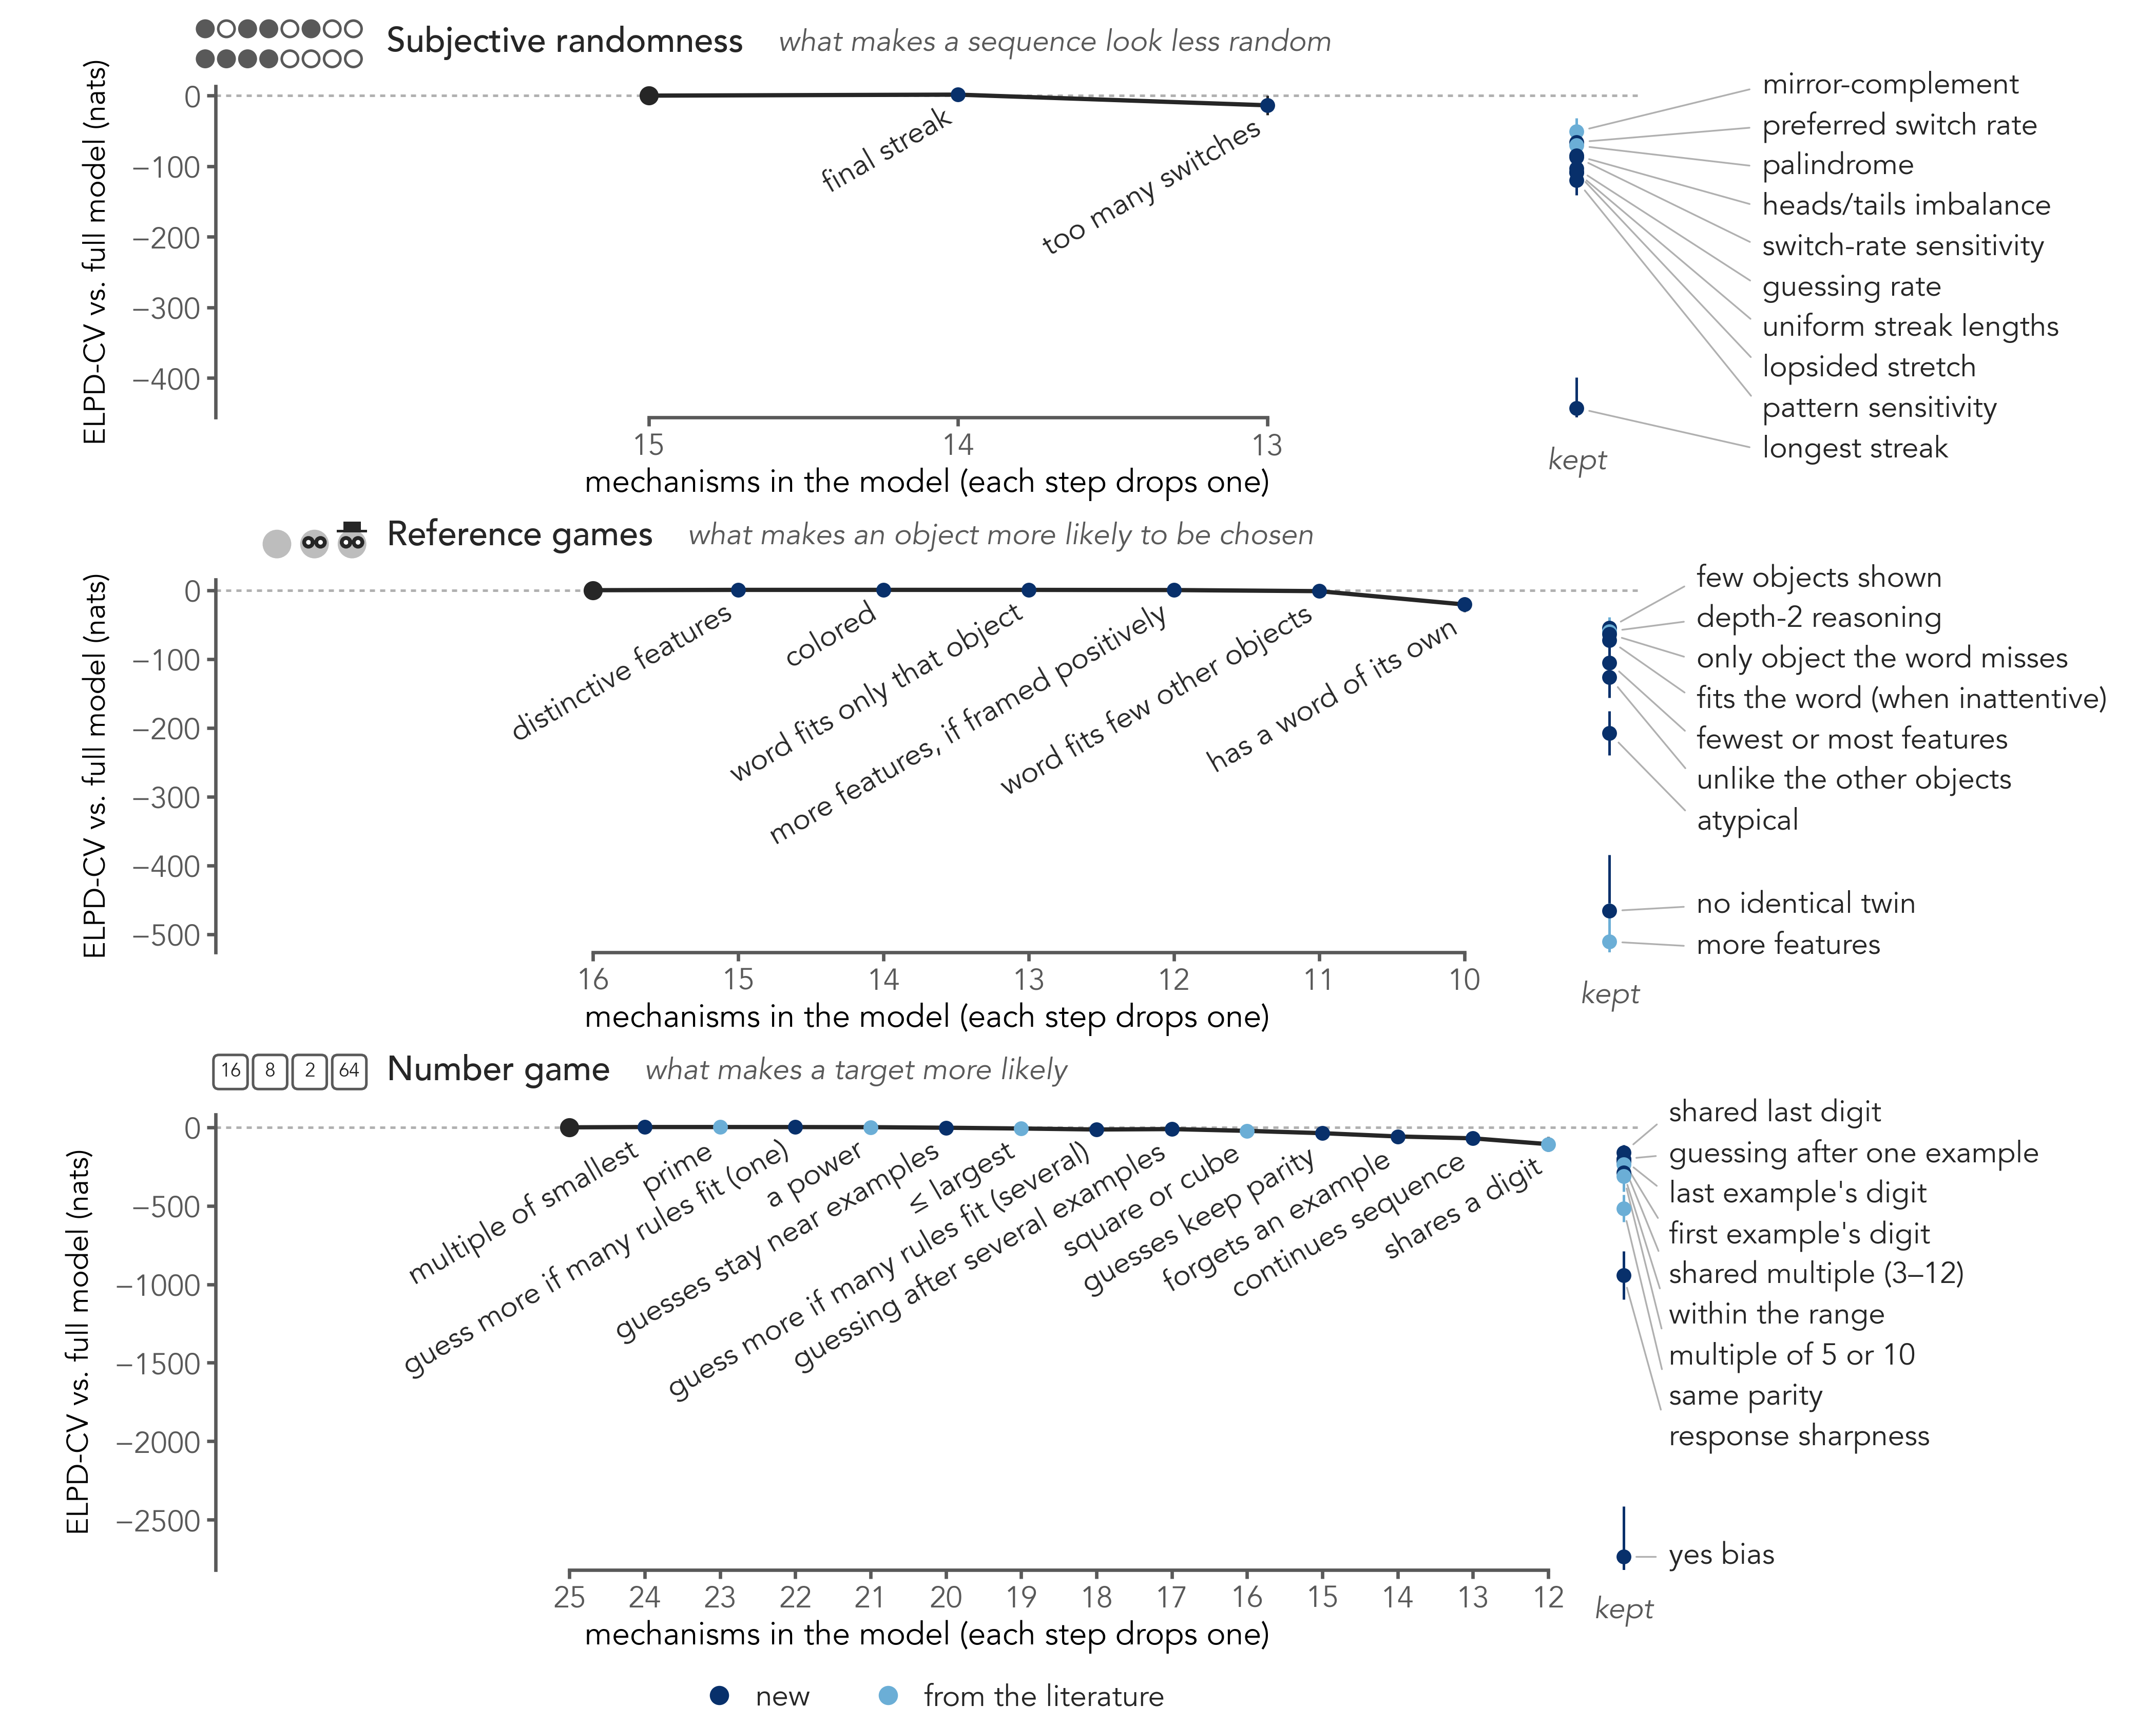 Subjective randomness what makes a sequence look less random
ELPD-CV vs. full model (nats)
0
−100
−200
−300
−400
final streak
too many switches
15 14 13
mechanisms in the model (each step drops one)
kept
mirror-complement
preferred switch rate
palindrome
heads/tails imbalance
switch-rate sensitivity
guessing rate
uniform streak lengths
lopsided stretch
pattern sensitivity
longest streak
Reference games what makes an object more likely to be chosen
ELPD-CV vs. full model (nats)
0
−100
−200
−300
−400
−500
distinctive features
colored
word fits only that object
more features, if framed positively
word fits few other objects
has a word of its own
16 15 14 13 12 11 10
mechanisms in the model (each step drops one)
kept
few objects shown
depth-2 reasoning
only object the word misses
fits the word (when inattentive)
fewest or most features
unlike the other objects
atypical
no identical twin
more features
16 8 2 64
Number game what makes a target more likely
ELPD-CV vs. full model (nats)
0
−500
−1000
−1500
−2000
−2500
multiple of smallest
prime
guess more if many rules fit (one)
a power
guesses stay near examples
≤ largest
guess more if many rules fit (several)
guessing after several examples
square or cube
guesses keep parity
forgets an example
continues sequence
shares a digit
25 24 23 22 21 20 19 18 17 16 15 14 13 12
mechanisms in the model (each step drops one)
kept
shared last digit
guessing after one example
last example's digit
first example's digit
shared multiple (3–12)
within the range
multiple of 5 or 10
same parity
response sharpness
yes bias
new
from the literature